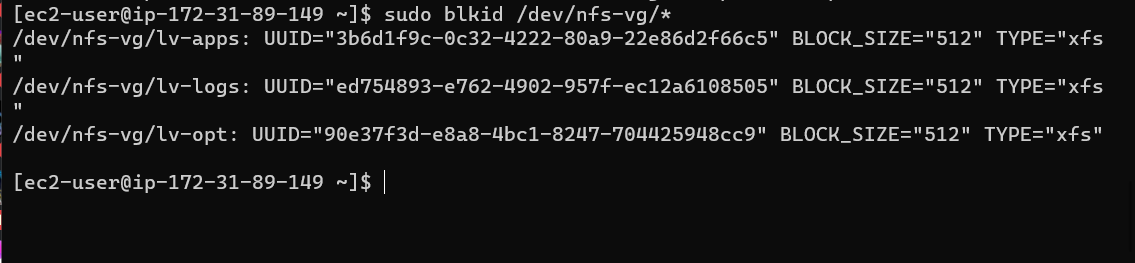 [ec2-user@ip-172-31-89-149 ~]$ sudo blkid /dev/nfs-vg/*
/dev/nfs-vg/lv-apps: UUID="3b6d1f9c-0c32-4222-80a9-22e86d2f66c5" BLOCK_SIZE="512" TYPE="xfs
"
/dev/nfs-vg/lv-logs: UUID="ed754893-e762-4902-957f-ec12a6108505" BLOCK_SIZE="512" TYPE="xfs
"
/dev/nfs-vg/lv-opt: UUID="90e37f3d-e8a8-4bc1-8247-704425948cc9" BLOCK_SIZE="512" TYPE="xfs"
[ec2-user@ip-172-31-89-149 ~]$